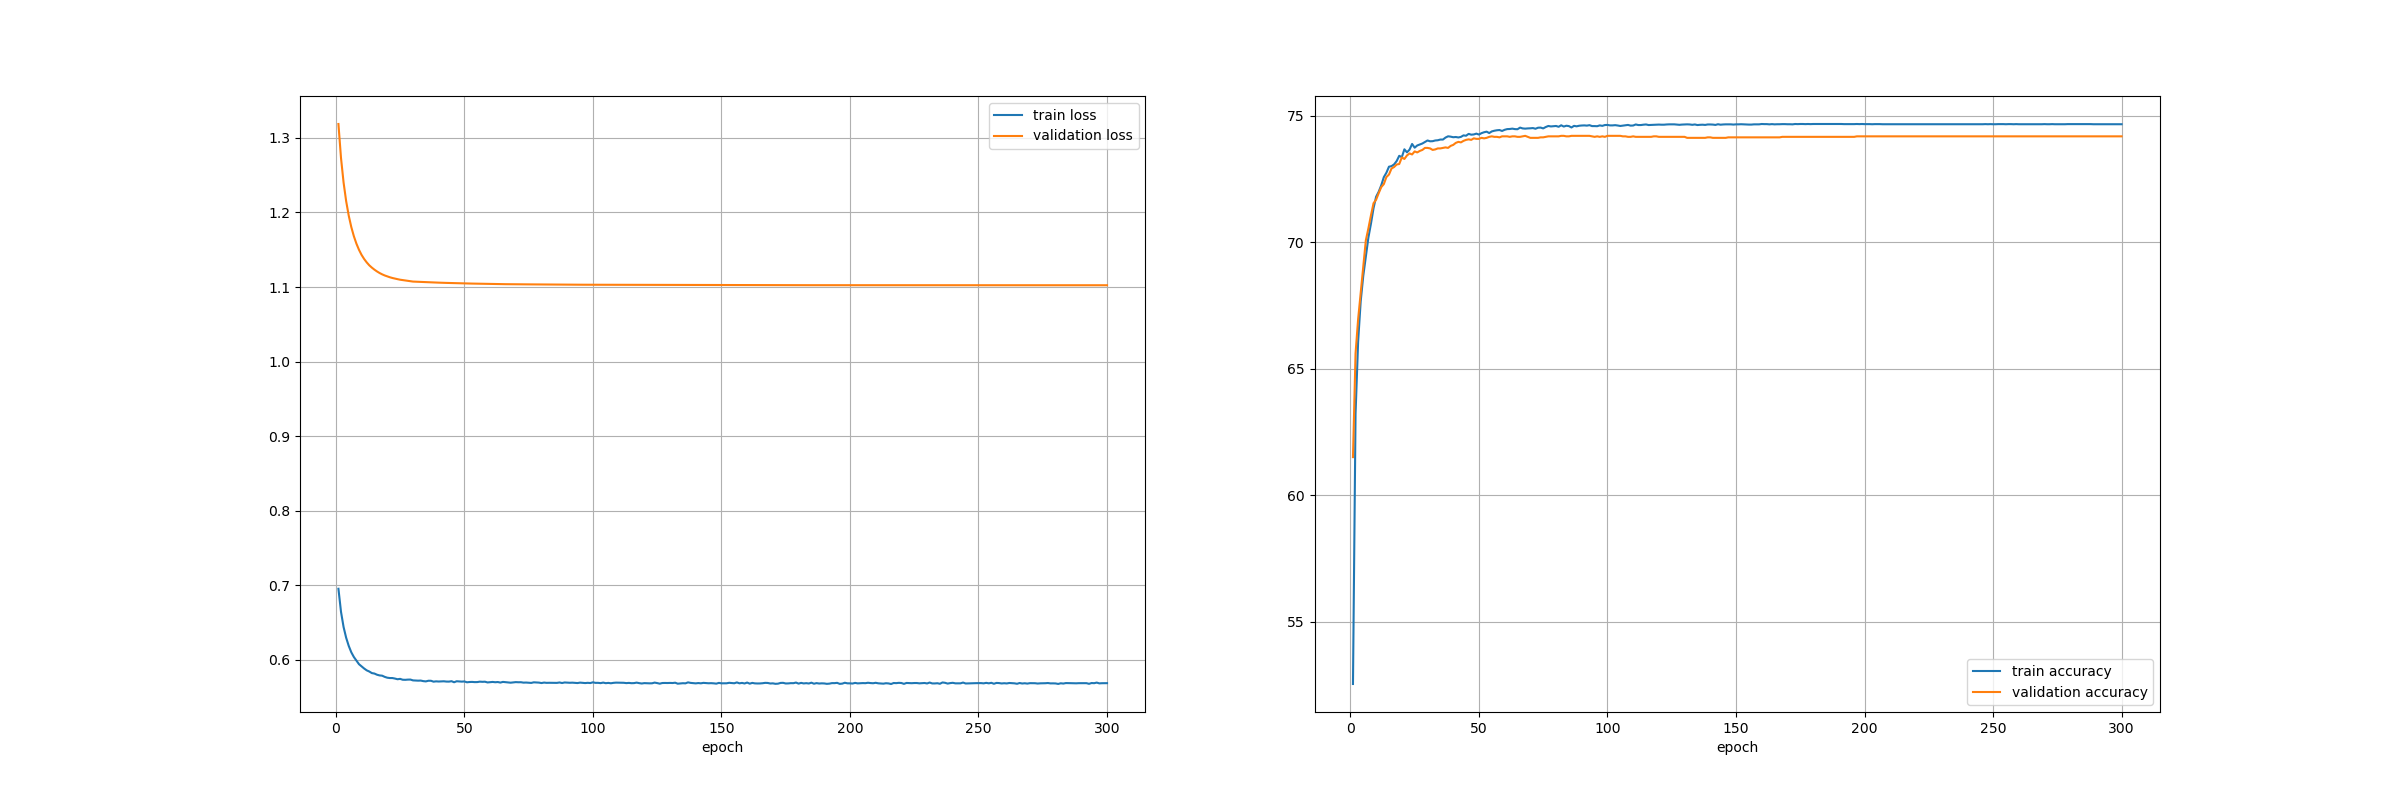 train loss
validation loss
1.3
1.2
1.1
1.0
0.9
0.8
0.7
0.6
0 50 100 150 200 250 300
epoch
75
70
65
60
55
train accuracy
validation accuracy
0 50 100 150 200 250 300
epoch